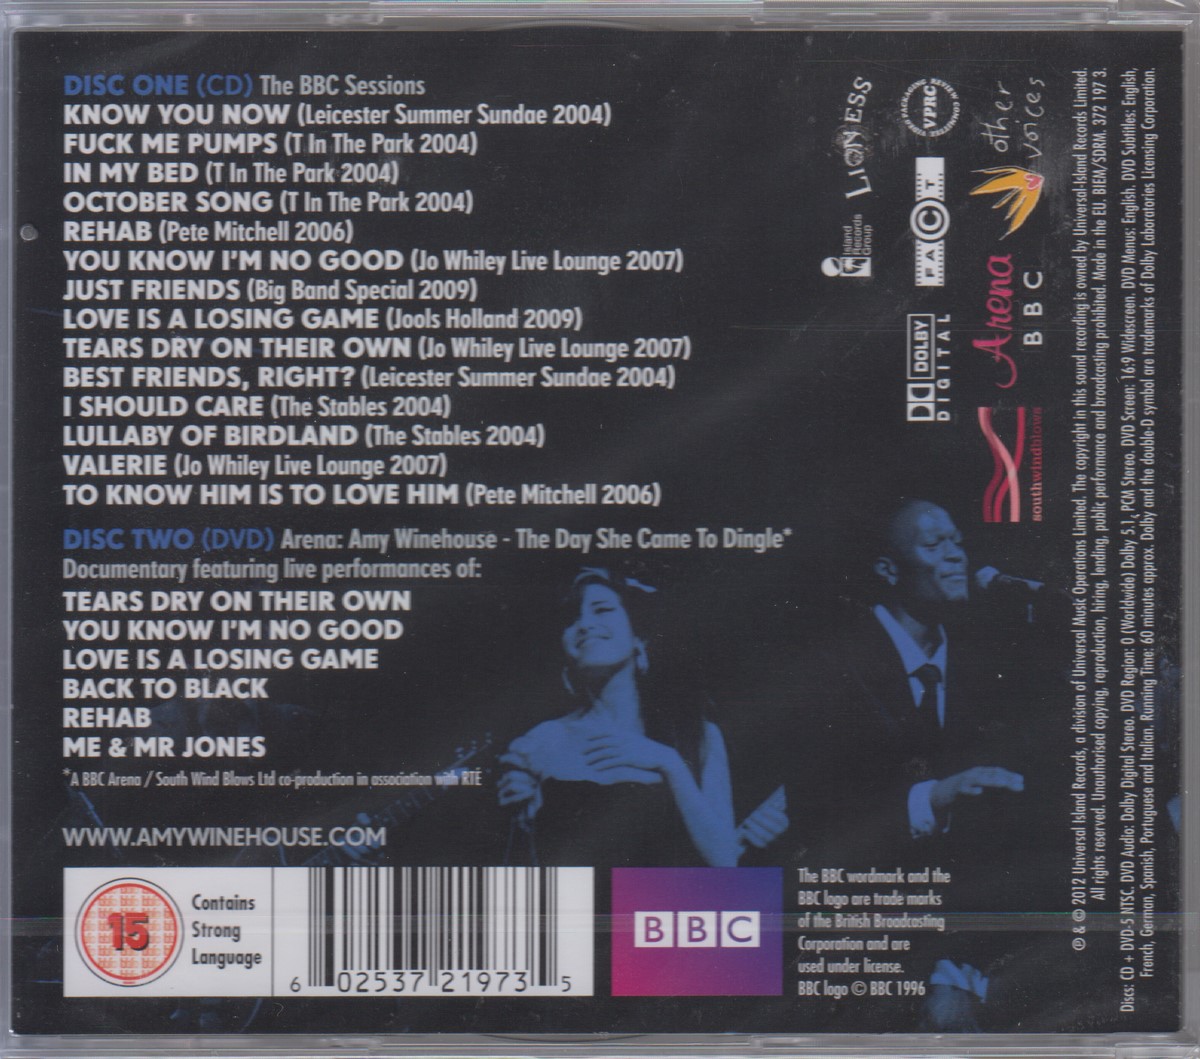 DISC ONE (CD) The BBC Sessions
KNOW YOU NOW (Leicester Summer Sundae 2004)
FUCK ME PUMPS (T In The Park 2004)
IN MY BED (T In The Park 2004)
OCTOBER SONG (T In The Park 2004)
REHAB (Pete Mitchell 2006)
YOU KNOW I'M NO GOOD (Jo Whiley Live Lounge 2007)
JUST FRIENDS (Big Band Special 2009)
LOVE IS A LOSING GAME (Jools Holland 2009)
TEARS DRY ON THEIR OWN (Jo Whiley Live Lounge 2007)
BEST FRIENDS, RIGHT? (Leicester Summer Sundae 2004)
I SHOULD CARE (The Stables 2004)
LULLABY OF BIRDLAND (The Stables 2004)
VALERIE (Jo Whiley Live Lounge 2007)
TO KNOW HIM IS TO LOVE HIM (Pete Mitchell 2006)
DISC TWO (DVD) Arena: Amy Winehouse - The Day She Came To Dingle*
Documentary featuring live performances of:
TEARS DRY ON THEIR OWN
YOU KNOW I'M NO GOOD
LOVE IS A LOSING GAME
BACK TO BLACK
REHAB
ME & MR JONES
*A BBC Arena / South Wind Blows Ltd co-production in association with RTÉ
WWW.AMYWINEHOUSE.COM
15
Contains
Strong
Language
6 02537 21973 5
BBC
The BBC wordmark and the
BBC logo are trade marks
of the British Broadcasting
Corporation and are
used under license.
BBC logo © BBC 1996
Island
Records
Group
LIONESS
DOLBY
DIGITAL
FACT
VIDEO PACKAGING REVIEW COMMITTEE
VPRC
southwindblows
Arena
BBC
other
voices
℗ & © 2012 Universal Island Records, a division of Universal Music Operations Limited. The copyright in this sound recording is owned by Universal-Island Records Limited.
All rights reserved. Unauthorised copying, reproduction, hiring, lending, public performance and broadcasting prohibited. Made in the EU. BIEM/SDRM. 372 197 3.
Discs: CD + DVD-5 NTSC. DVD Audio: Dolby Digital Stereo. DVD Region: 0 (Worldwide) Dolby 5.1, PCM Stereo. DVD Screen: 16:9 Widescreen. DVD Menus: English. DVD Subtitles: English,
French, German, Spanish, Portuguese and Italian. Running Time: 60 minutes approx. Dolby and the double-D symbol are trademarks of Dolby Laboratories Licensing Corporation.